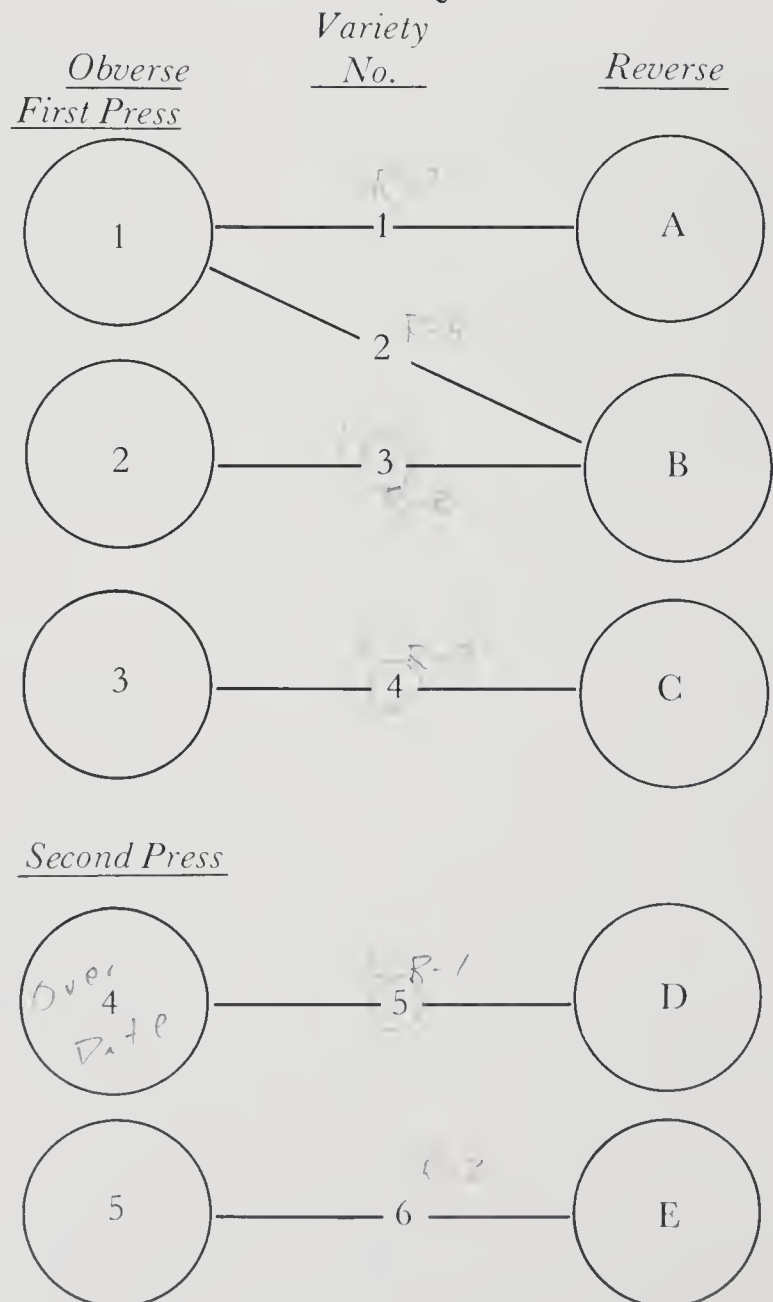 Variety
Obverse No. Reverse
First Press
1 1 A
2
2 3 B
3 4 C
Second Press
R-1
Over
4 5 D
Date
5 6 E